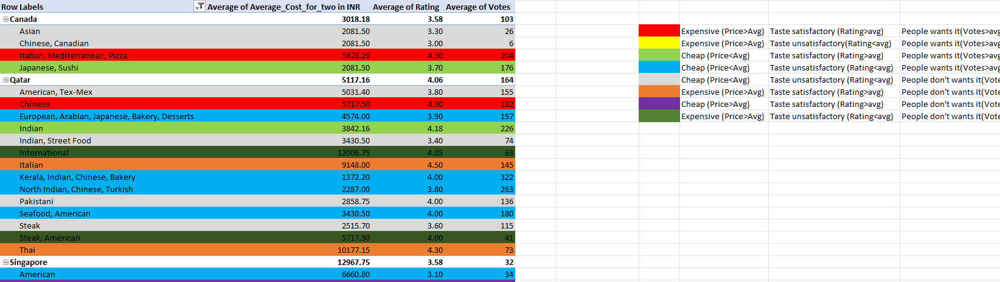 Row Labels Average of Average_Cost_for_two in INR Average of Rating Average of Votes
Canada 3018.18 3.58 103
Asian 2081.50 3.30 26 Expensive (Price>Avg) Taste satisfactory (Rating>avg) People wants it(Votes>avg
Chinese, Canadian 2081.50 3.00 6 Expensive (Price>Avg) Taste unsatisfactory(Rating<avg) People wants it(Votes>avg
Italian, Mediterranean, Pizza 5828.20 4.30 204 Cheap (Price<Avg) Taste satisfactory (Rating>avg) People wants it(Votes>avg
Japanese, Sushi 2081.50 3.70 176 Cheap (Price<Avg) Taste unsatisfactory (Rating<avg) People wants it(Votes>avg
Qatar 5117.16 4.06 164 Cheap (Price<Avg) Taste unsatisfactory (Rating<avg) People don't wants it(Vote
American, Tex-Mex 5031.40 3.80 155 Expensive (Price>Avg) Taste satisfactory (Rating>avg) People don't wants it(Vote
Chinese 5717.50 4.90 182 Cheap (Price>Avg) Taste satisfactory (Rating>avg) People don't wants it(Vote
European, Arabian, Japanese, Bakery, Desserts 4574.00 3.90 197 Expensive (Price>Avg) Taste unsatisfactory (Rating<avg) People don't wants it(Vote
Indian 3842.16 4.18 226
Indian, Street Food 3430.50 3.40 74
International 12006.75 4.05 63
Italian 9148.00 4.50 145
Kerala, Indian, Chinese, Bakery 1372.20 4.00 322
North Indian, Chinese, Turkish 2287.00 3.80 263
Pakistani 2858.75 4.00 136
Seafood, American 3430.50 4.00 180
Steak 2515.70 3.60 115
Steak, American 5717.50 4.00 41
Thai 10177.15 4.30 73
Singapore 12967.75 3.58 32
American 6660.80 3.10 34